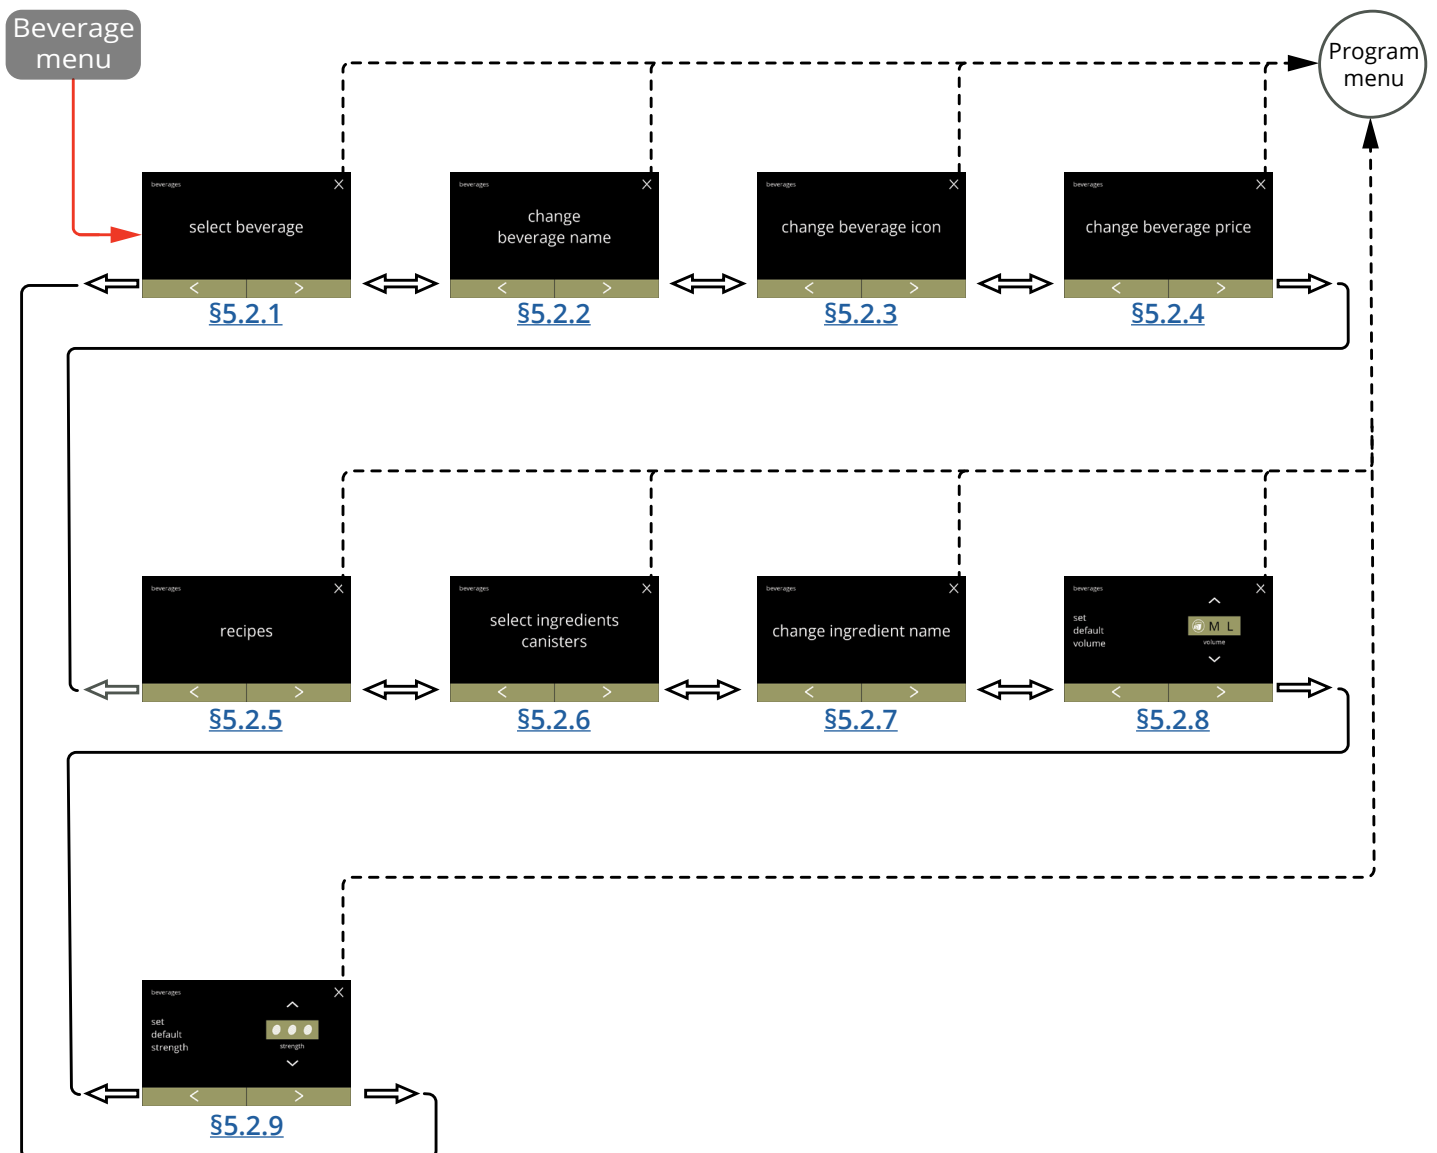 Beverage
menu
Program
menu
beverages
select beverage
§5.2.1
beverages
change
beverage name
§5.2.2
beverages
change beverage icon
§5.2.3
beverages
change beverage price
§5.2.4
beverages
recipes
§5.2.5
beverages
select ingredients
canisters
§5.2.6
beverages
change ingredient name
§5.2.7
beverages
set
default
volume
M L
volume
§5.2.8
beverages
set
default
strength
strength
§5.2.9